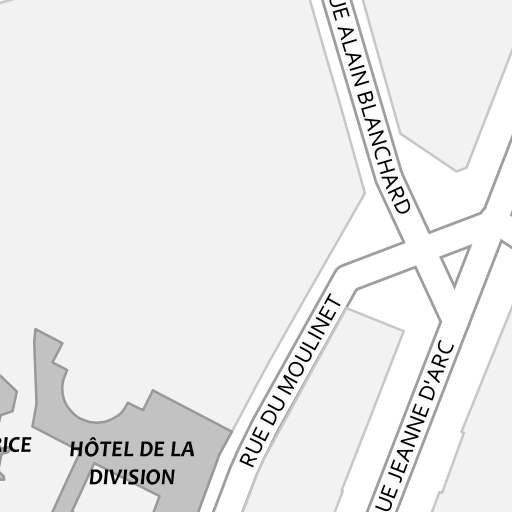 UE ALAIN BLANCHARD
RUE DU MOULINET
UE JEANNE D'ARC
RICE
HÔTEL DE LA
DIVISION